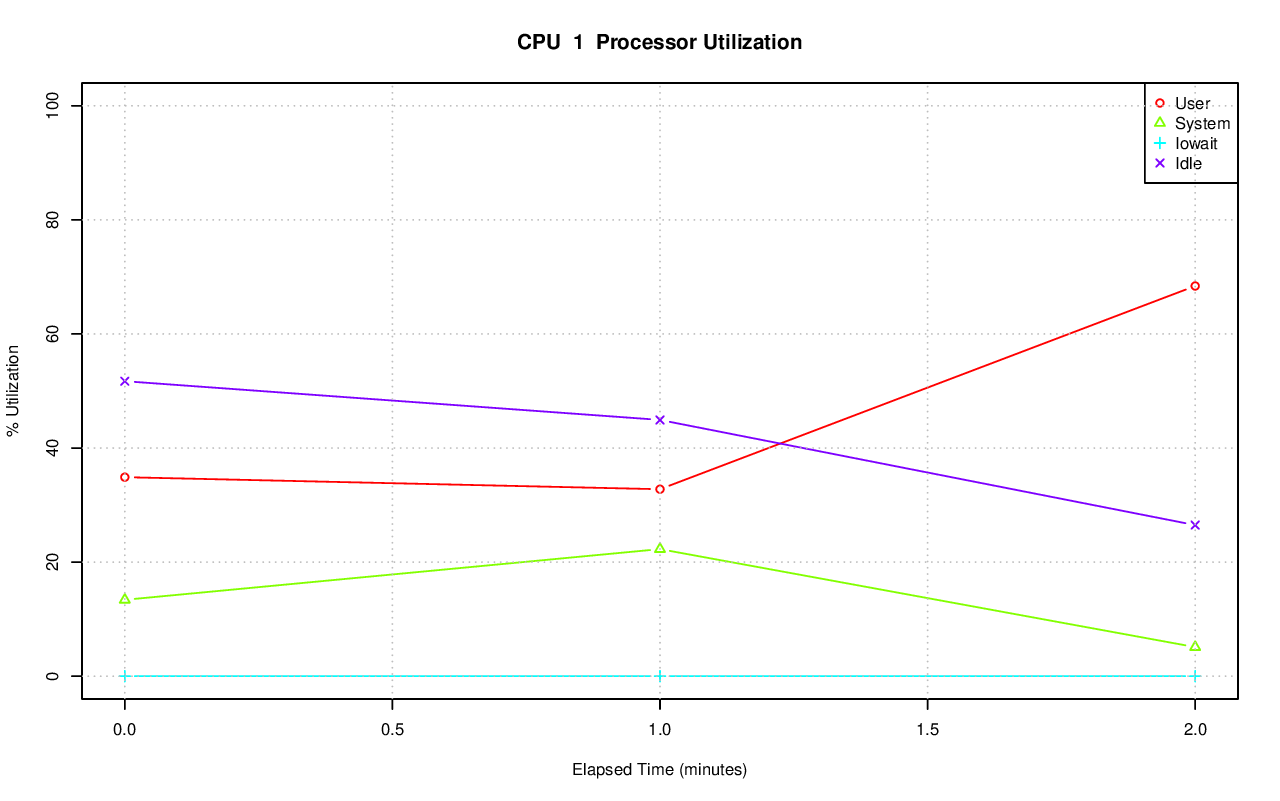 CPU  1  Processor Utilization
User
System
Iowait
Idle
100
80
60
40
20
0
% Utilization
0.0
0.5
1.0
1.5
2.0
Elapsed Time (minutes)